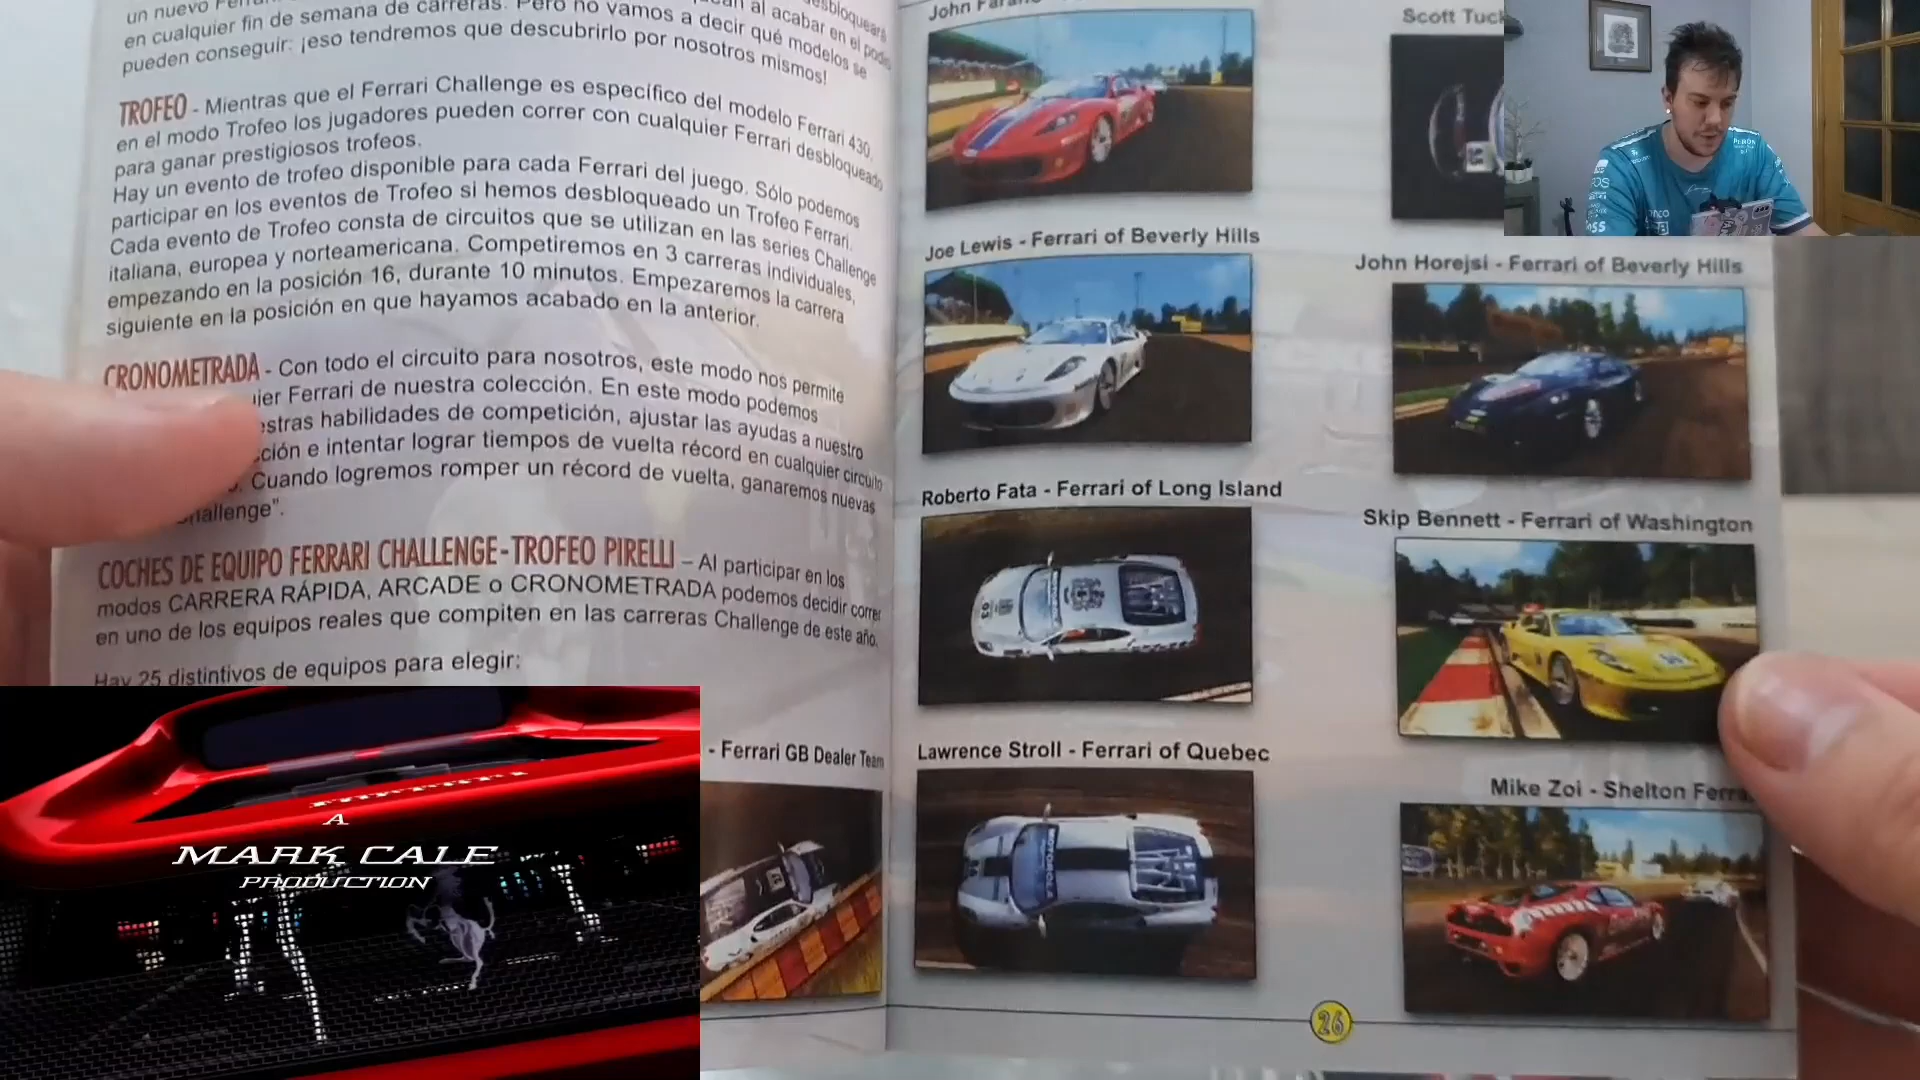 un nuevo
en cualquier fin de semana de carreras. Pero no vamos a decir qué modelos se
pueden conseguir: ¡eso tendremos que descubrirlo por nosotros mismos!
TROFEO - Mientras que el Ferrari Challenge es específico del modelo Ferrari 430,
en el modo Trofeo los jugadores pueden correr con cualquier Ferrari desbloqueado
para ganar prestigiosos trofeos.
Hay un evento de trofeo disponible para cada Ferrari del juego. Sólo podemos
participar en los eventos de Trofeo si hemos desbloqueado un Trofeo Ferrari.
Cada evento de Trofeo consta de circuitos que se utilizan en las series Challenge
italiana, europea y norteamericana. Competiremos en 3 carreras individuales,
empezando en la posición 16, durante 10 minutos. Empezaremos la carrera
siguiente en la posición en que hayamos acabado en la anterior.
CRONOMETRADA - Con todo el circuito para nosotros, este modo nos permite
Ferrari de nuestra colección. En este modo podemos
habilidades de competición, ajustar las ayudas a nuestro
e intentar lograr tiempos de vuelta récord en cualquier circuito
Cuando logremos romper un récord de vuelta, ganaremos nuevas
COCHES DE EQUIPO FERRARI CHALLENGE-TROFEO PIRELLI – Al participar en los
modos CARRERA RÁPIDA, ARCADE o CRONOMETRADA podemos decidir correr
en uno de los equipos reales que compiten en las carreras Challenge de este año.
Hay 25 distintivos de equipos para elegir:
- Ferrari GB Dealer Team
John
Scott
Joe Lewis - Ferrari of Beverly Hills
John Horejsi - Ferrari of Beverly Hills
Roberto Fata - Ferrari of Long Island
Skip Bennett - Ferrari of Washington
Lawrence Stroll - Ferrari of Quebec
Mike Zoi - Shelton
26
A
MARK CALE
PRODUCTION